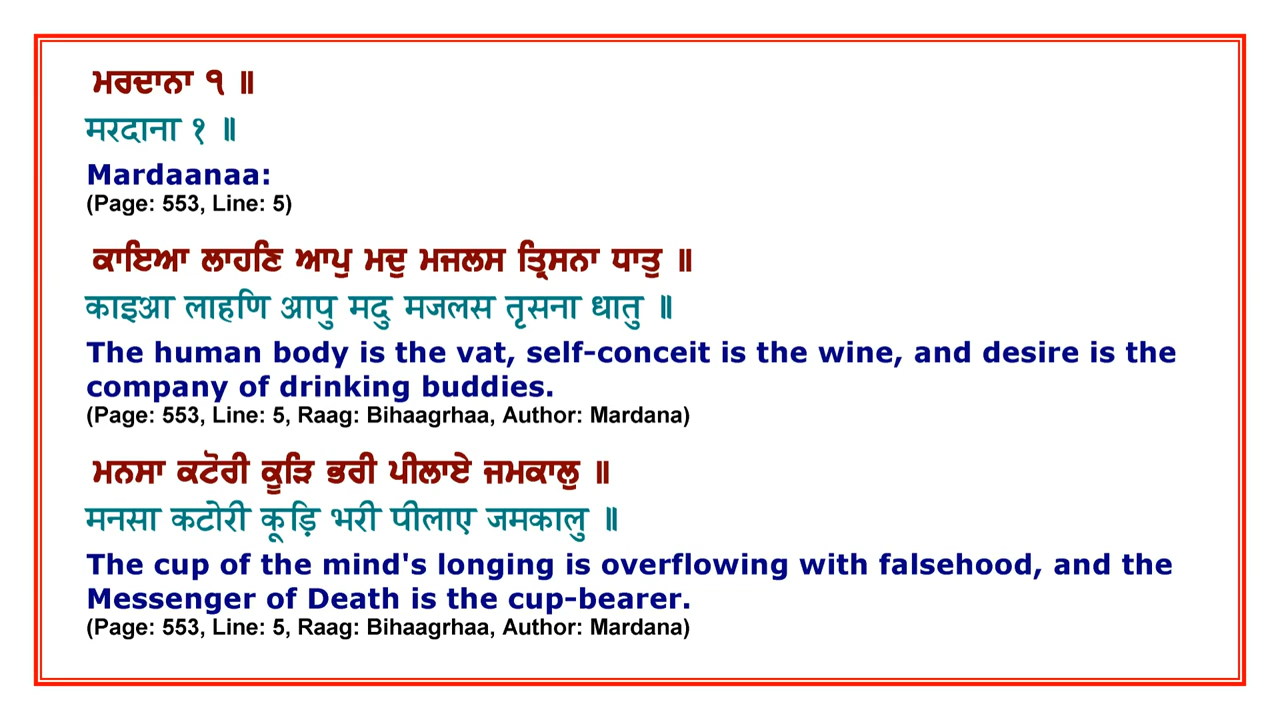 ਮਰਦਾਨਾ ੧ ॥
मरदाना १ ॥
Mardaanaa:
(Page: 553, Line: 5)
ਕਾਇਆ ਲਾਹਣਿ ਆਪੁ ਮਦੁ ਮਜਲਸ ਤ੍ਰਿਸਨਾ ਧਾਤੁ ॥
काइआ लाहणि आपु मदु मजलस तृसना धातु ॥
The human body is the vat, self-conceit is the wine, and desire is the
company of drinking buddies.
(Page: 553, Line: 5, Raag: Bihaagrhaa, Author: Mardana)
ਮਨਸਾ ਕਟੋਰੀ ਕੂੜਿ ਭਰੀ ਪੀਲਾਏ ਜਮਕਾਲੁ ॥
मनसा कटोरी कूड़ि भरी पीलाए जमकालु ॥
The cup of the mind's longing is overflowing with falsehood, and the
Messenger of Death is the cup-bearer.
(Page: 553, Line: 5, Raag: Bihaagrhaa, Author: Mardana)